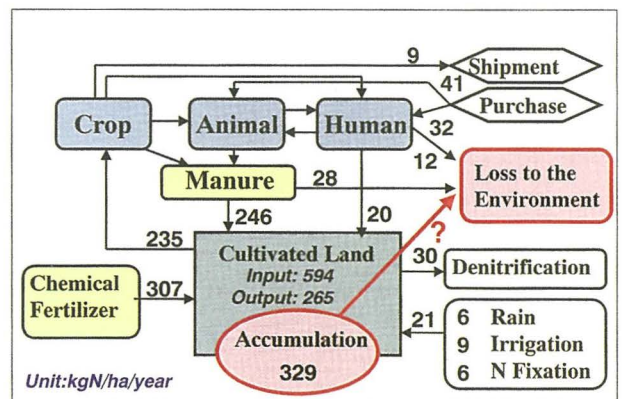 9
Shipment
41
Purchase
Crop
Animal
Human
32
12
Loss to the
Environment
Manure
28
246
20
?
235
Cultivated Land
Input: 594
Output: 265
30
Denitrification
Chemical
Fertilizer
307
21
6 Rain
9 Irrigation
6 N Fixation
Accumulation
329
Unit:kgN/ha/year